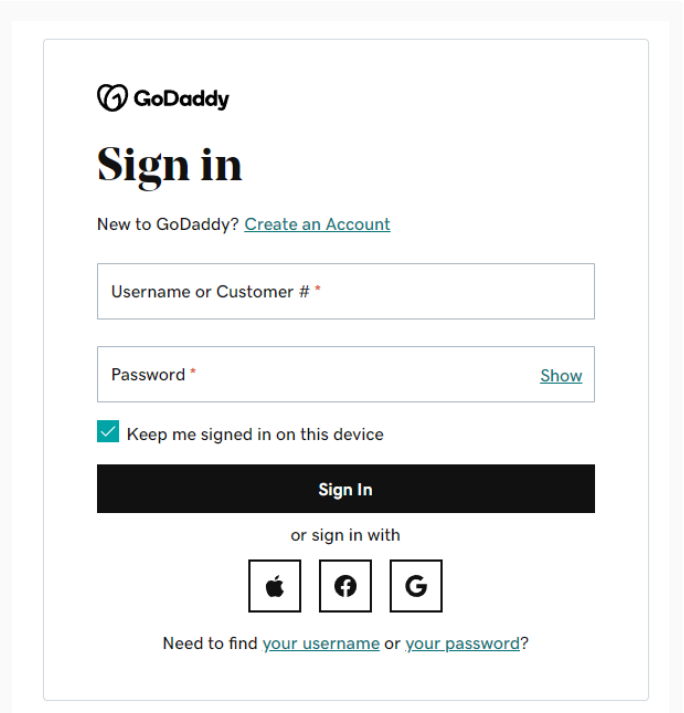 GoDaddy
Sign in
New to GoDaddy? Create an Account
Username or Customer # *
Password * Show
Keep me signed in on this device
Sign In
or sign in with
Need to find your username or your password?